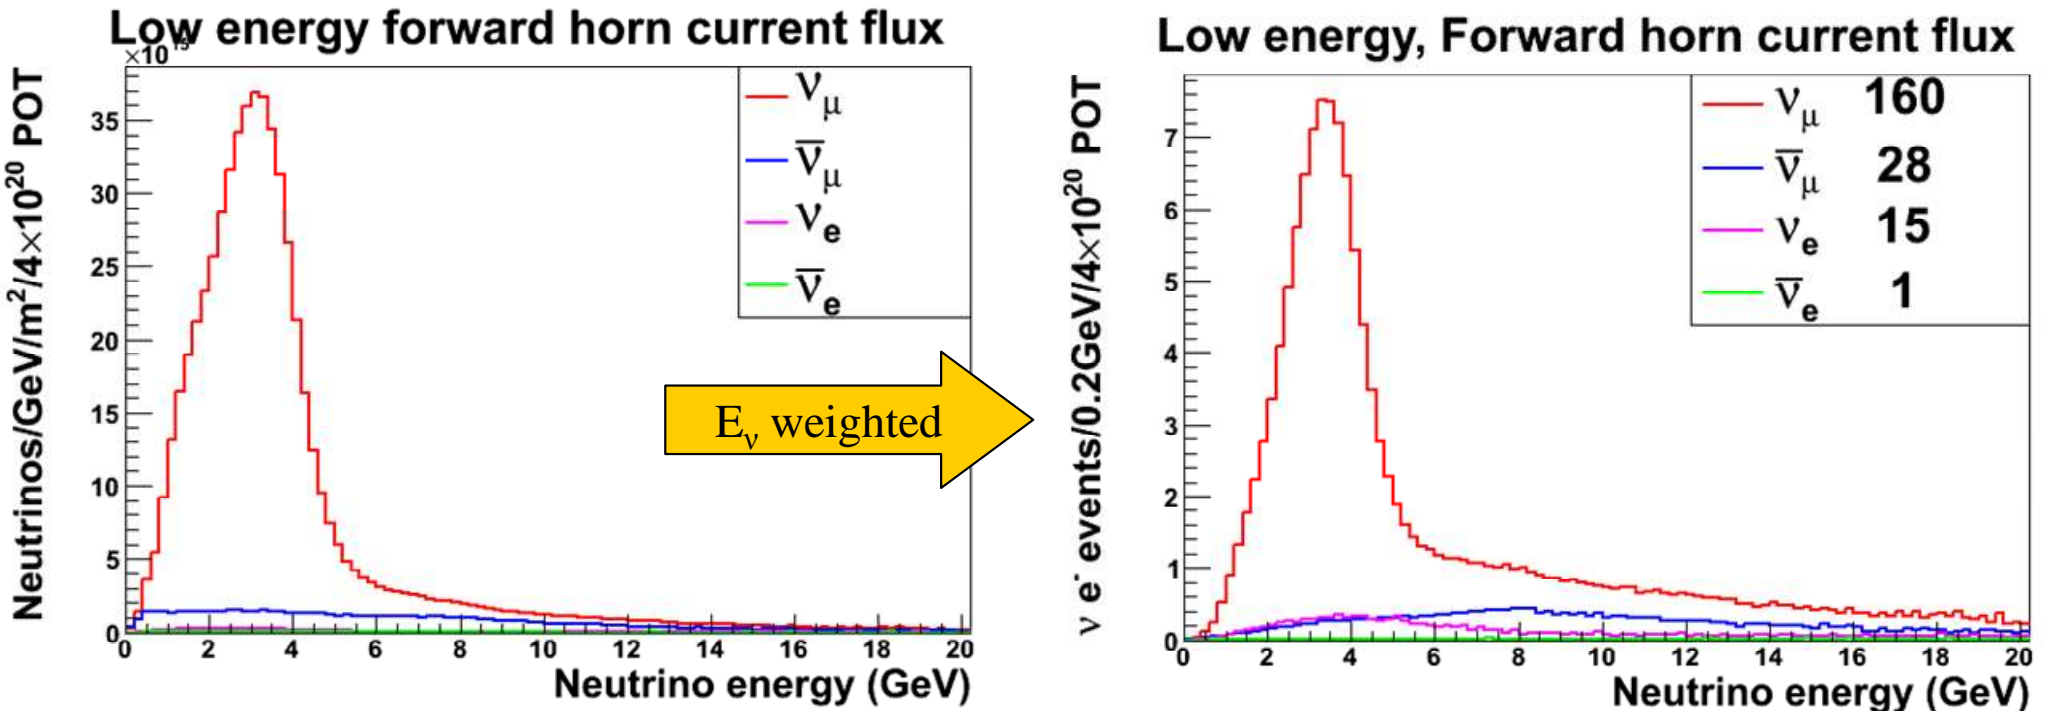 Low energy forward horn current flux
×10¹⁵
Neutrinos/GeV/m²/4×10²⁰ POT
35
30
25
20
15
10
5
0
ν_μ
ν̅_μ
ν_e
ν̅_e
0 2 4 6 8 10 12 14 16 18 20
Neutrino energy (GeV)
E_ν weighted
Low energy, Forward horn current flux
ν e⁻ events/0.2GeV/4×10²⁰ POT
7
6
5
4
3
2
1
0
ν_μ 160
ν̅_μ 28
ν_e 15
ν̅_e 1
0 2 4 6 8 10 12 14 16 18 20
Neutrino energy (GeV)